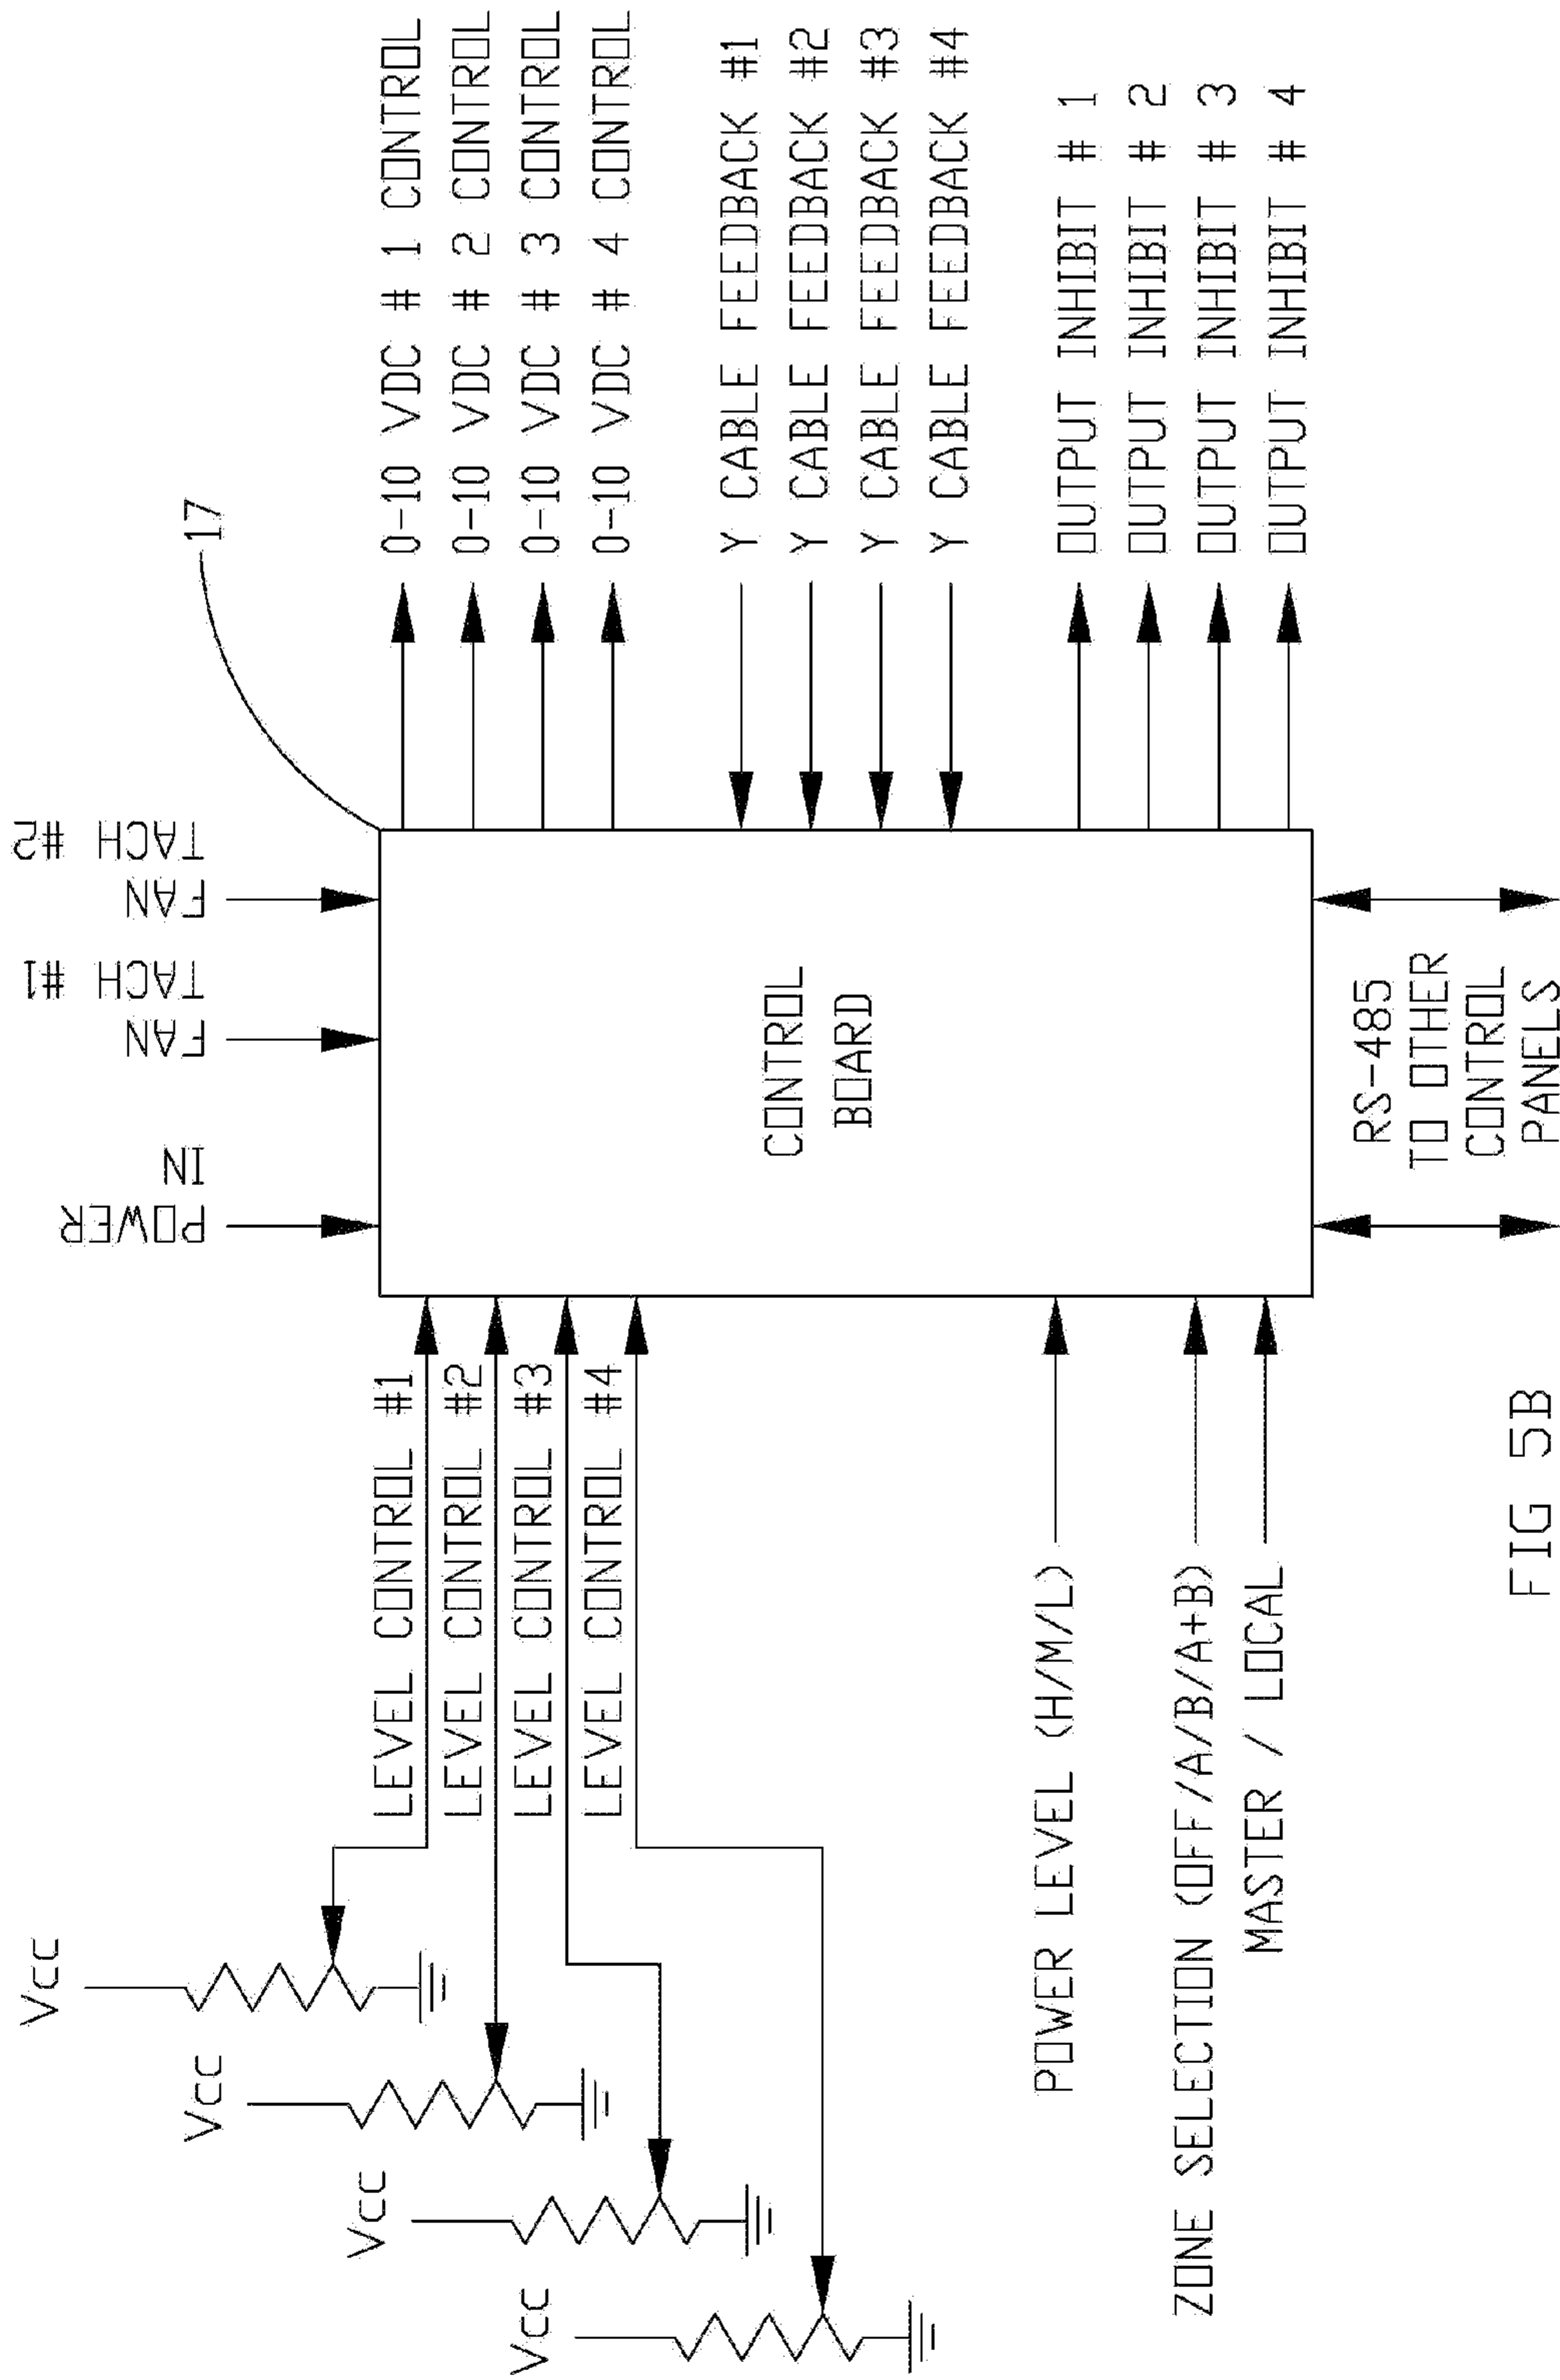 Vcc
Vcc
Vcc
Vcc
LEVEL CONTROL #1
LEVEL CONTROL #2
LEVEL CONTROL #3
LEVEL CONTROL #4
POWER LEVEL (H/M/L)
ZONE SELECTION (OFF/A/B/A+B)
MASTER / LOCAL
POWER
IN
FAN
TACH #1
FAN
TACH #2
17
CONTROL
BOARD
0-10 VDC # 1 CONTROL
0-10 VDC # 2 CONTROL
0-10 VDC # 3 CONTROL
0-10 VDC # 4 CONTROL
Y CABLE FEEDBACK #1
Y CABLE FEEDBACK #2
Y CABLE FEEDBACK #3
Y CABLE FEEDBACK #4
OUTPUT INHIBIT # 1
OUTPUT INHIBIT # 2
OUTPUT INHIBIT # 3
OUTPUT INHIBIT # 4
RS-485
TO OTHER
CONTROL
PANELS
FIG 5B